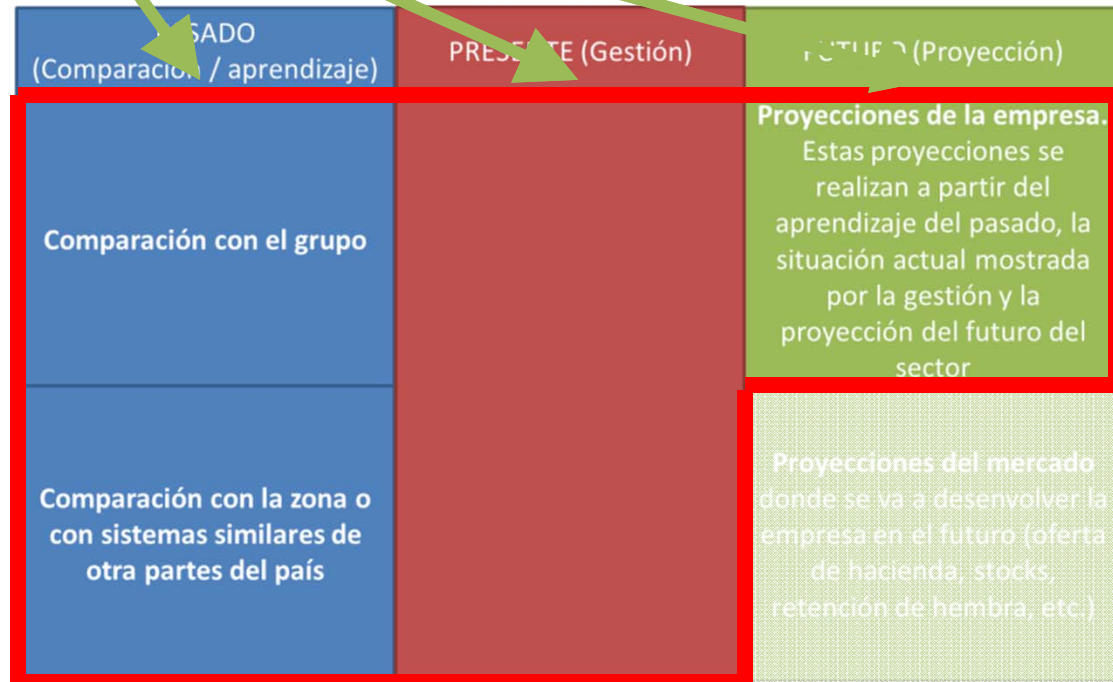 (Comparación / aprendizaje)
(Gestión)
(Proyección)
Comparación con el grupo
Comparación con la zona o
con sistemas similares de
otra partes del país
Proyecciones de la empresa.
Estas proyecciones se
realizan a partir del
aprendizaje del pasado, la
situación actual mostrada
por la gestión y la
proyección del futuro del
sector
Proyecciones del mercado
donde se va a desenvolver la
empresa en el futuro (oferta
de hacienda, stocks,
retención de hembra, etc.)